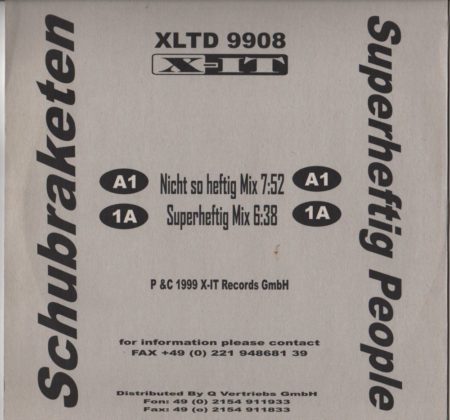 Schubraketen
Superheftig People
XLTD 9908
X-IT
A1 Nicht so heftig Mix 7:52 A1
1A Superheftig Mix 6:38 1A
P & C 1999 X-IT Records GmbH
for information please contact
FAX +49 (o) 221 948681 39
Distributed By Q Vertriebs GmbH
Fon: 49 (o) 2154 911933
Fax: 49 (o) 2154 911833